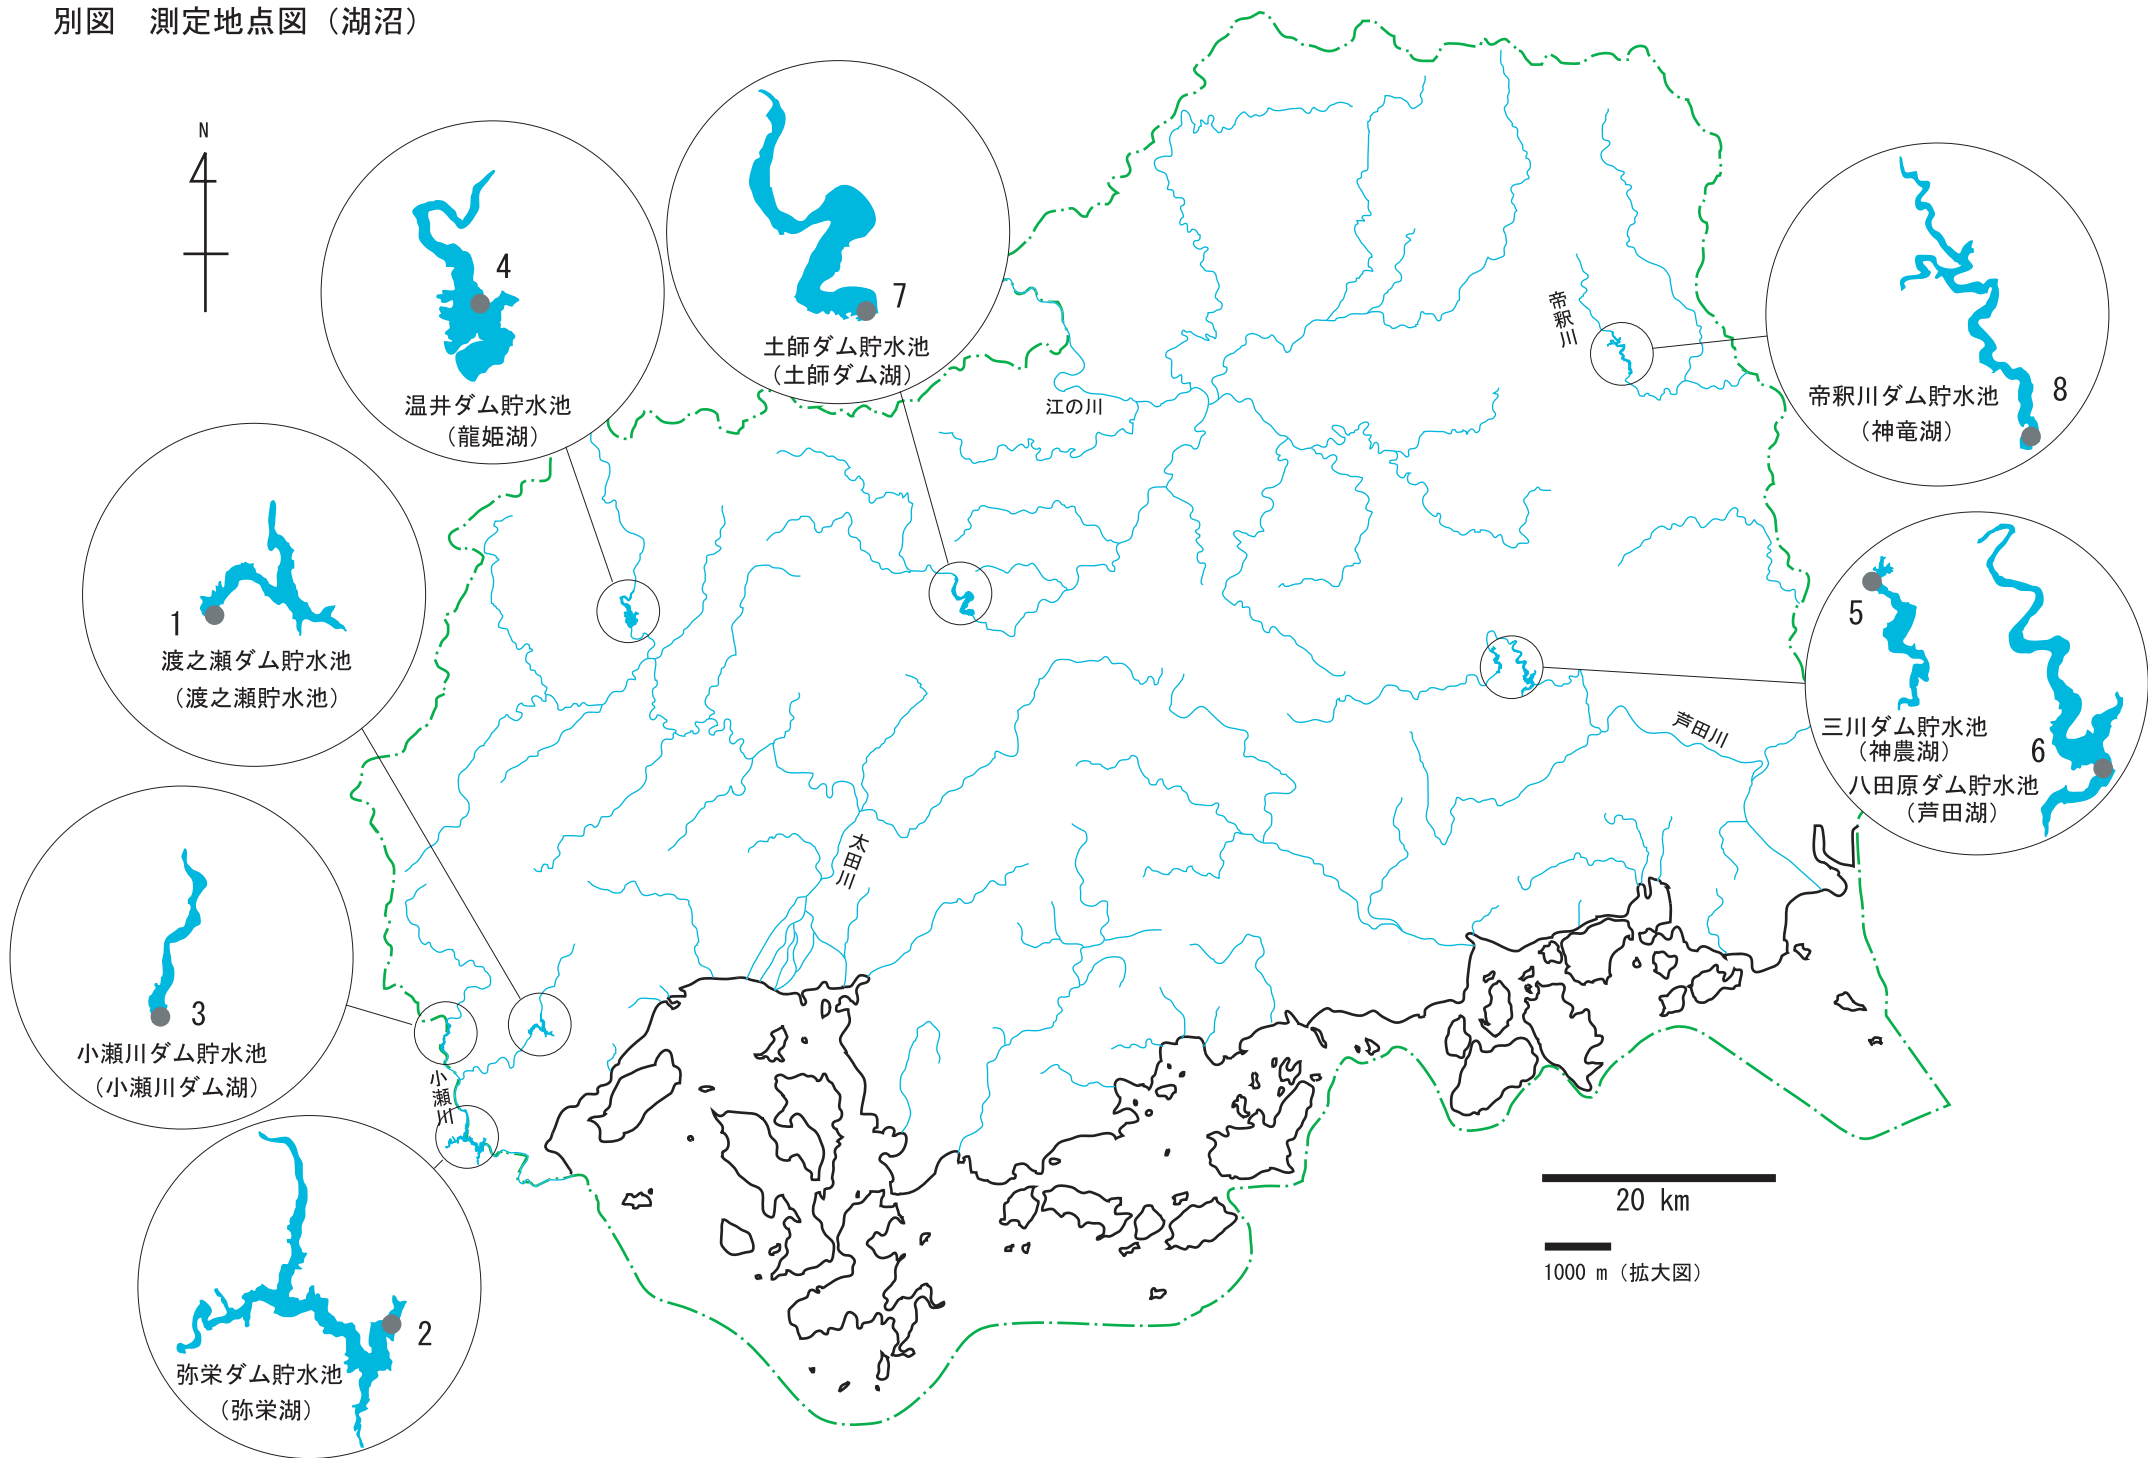 別図　測定地点図（湖沼）
N
4
温井ダム貯水池
（龍姫湖）
7
土師ダム貯水池
（土師ダム湖）
帝釈川
8
帝釈川ダム貯水池
（神竜湖）
江の川
1
渡之瀬ダム貯水池
（渡之瀬貯水池）
5
三川ダム貯水池
（神農湖）
6
八田原ダム貯水池
（芦田湖）
芦田川
太田川
3
小瀬川ダム貯水池
（小瀬川ダム湖）
小瀬川
2
弥栄ダム貯水池
（弥栄湖）
20 km
1000 m（拡大図）